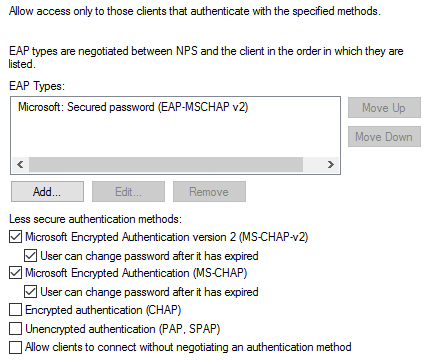 Allow access only to those clients that authenticate with the specified methods.
EAP types are negotiated between NPS and the client in the order in which they are
listed.
EAP Types:
Microsoft: Secured password (EAP-MSCHAP v2)
Move Up
Move Down
Add...
Edit...
Remove
Less secure authentication methods:
Microsoft Encrypted Authentication version 2 (MS-CHAP-v2)
User can change password after it has expired
Microsoft Encrypted Authentication (MS-CHAP)
User can change password after it has expired
Encrypted authentication (CHAP)
Unencrypted authentication (PAP, SPAP)
Allow clients to connect without negotiating an authentication method